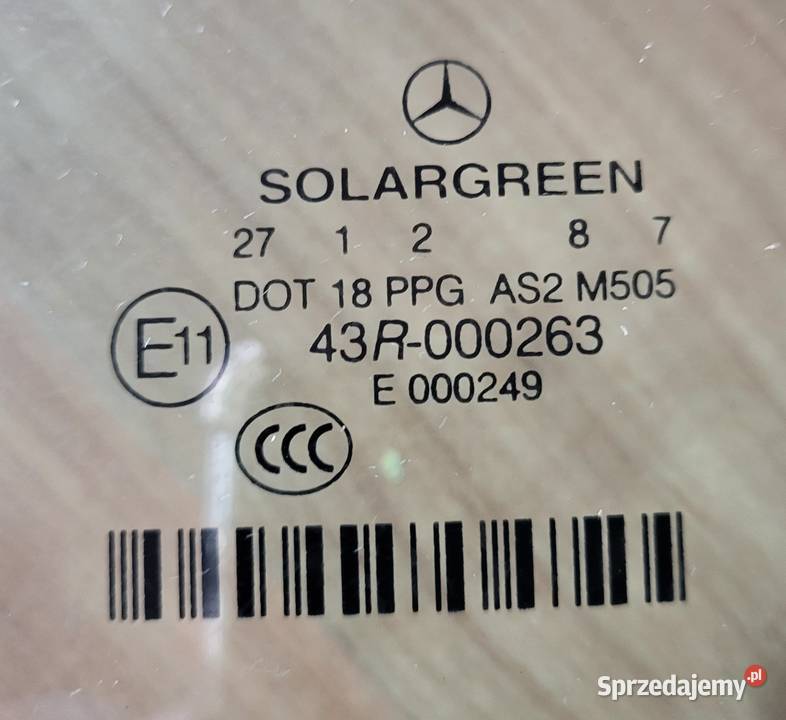 SOLARGREEN
27 1 2 8 7
DOT 18 PPG AS2 M505
E11
43R-000263
E 000249
CCC
Sprzedajemy.pl